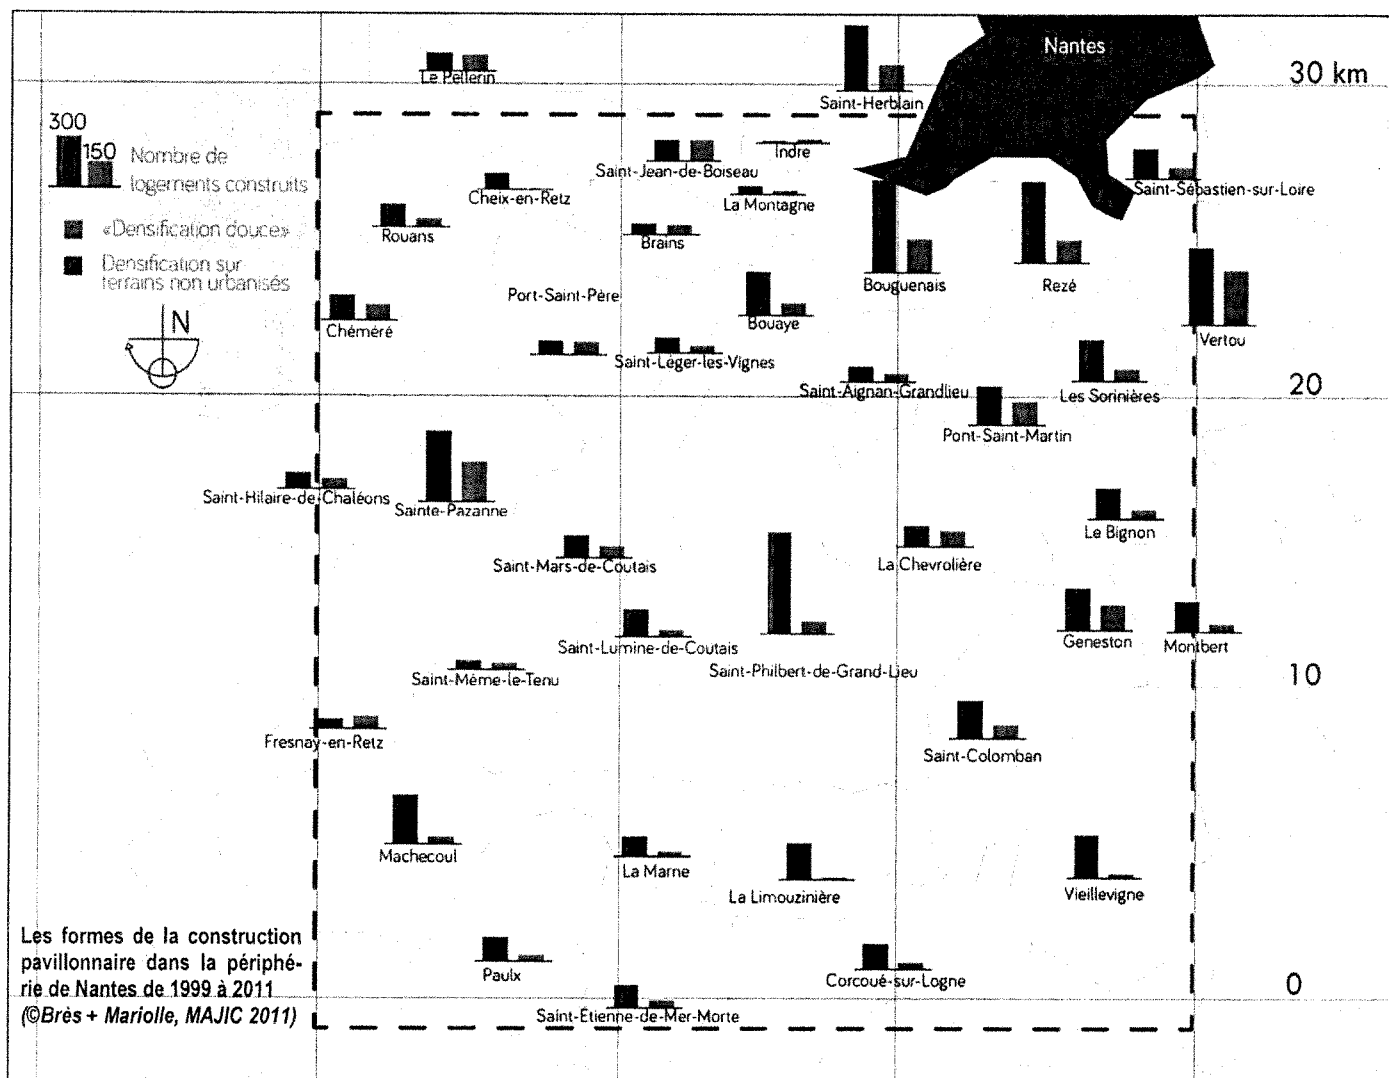 Nantes
30 km
Le Pellerin
Saint-Herblain
300
150
Nombre de
logements construits
Indre
Saint-Jean-de-Boiseau
Saint-Sébastien-sur-Loire
Cheix-en-Retz
La Montagne
«Densification douce»
Rouans
Brains
Densification sur
terrains non urbanisés
Port-Saint-Père
Bouguenais
Rezé
N
Chéméré
Bouaye
Vertou
Saint-Léger-les-Vignes
20
Saint-Aignan-Grandlieu
Les Sorinières
Pont-Saint-Martin
Saint-Hilaire-de-Chaléons
Sainte-Pazanne
Le Bignon
Saint-Mars-de-Coutais
La Chevrolière
Geneston
Montbert
Saint-Lumine-de-Coutais
Saint-Même-le-Tenu
Saint-Philbert-de-Grand-Lieu
10
Fresnay-en-Retz
Saint-Colomban
Machecoul
La Marne
La Limouzinière
Vieillevigne
Les formes de la construction
pavillonnaire dans la périphé-
rie de Nantes de 1999 à 2011
(©Brès + Mariolle, MAJIC 2011)
Paulx
Corcoué-sur-Logne
0
Saint-Étienne-de-Mer-Morte